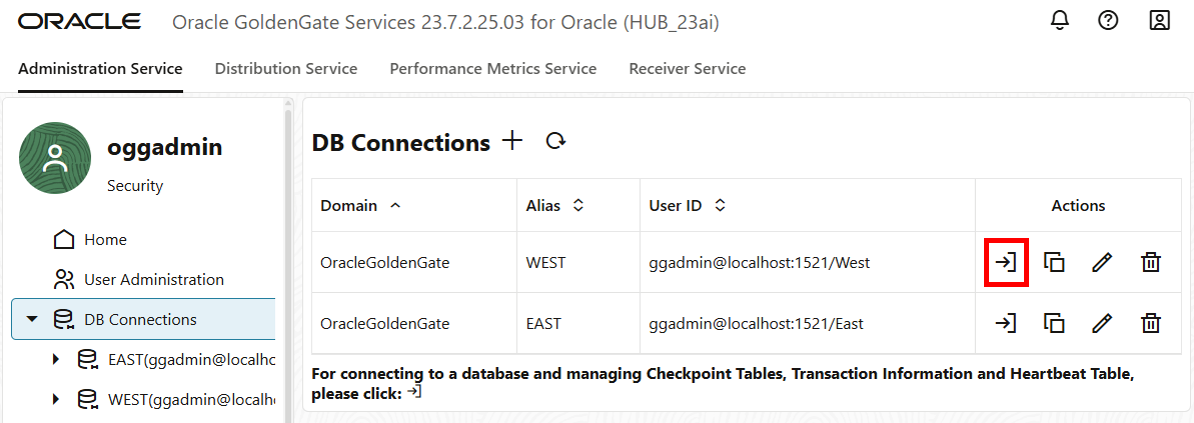 ORACLE Oracle GoldenGate Services 23.7.2.25.03 for Oracle (HUB_23ai)
Administration Service Distribution Service Performance Metrics Service Receiver Service
oggadmin
Security
Home
User Administration
DB Connections
EAST(ggadmin@localho
WEST(ggadmin@localh
DB Connections
Domain Alias User ID Actions
OracleGoldenGate WEST ggadmin@localhost:1521/West
OracleGoldenGate EAST ggadmin@localhost:1521/East
For connecting to a database and managing Checkpoint Tables, Transaction Information and Heartbeat Table,
please click: